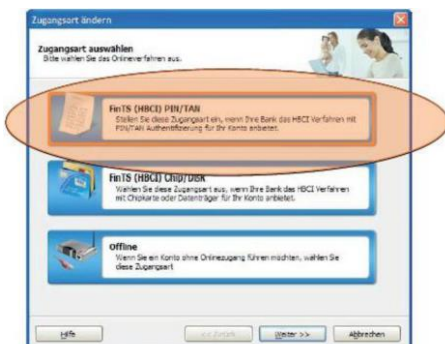 Zugangsart ändern
Zugangsart auswählen
Bitte wählen Sie das Onlineverfahren aus.
FinTS (HBCI) PIN/TAN
Stellen Sie diese Zugangsart ein, wenn Ihre Bank das HBCI Verfahren mit
PIN/TAN Authentifizierung für Ihr Konto anbietet.
FinTS (HBCI) Chip/DISK
Wählen Sie diese Zugangsart aus, wenn Ihre Bank das HBCI Verfahren
mit Chipkarte oder Datenträger für Ihr Konto anbietet.
Offline
Wenn Sie ein Konto ohne Onlinezugang führen möchten, wählen Sie
diese Zugangsart
Hilfe
<< Zurück
Weiter >>
Abbrechen